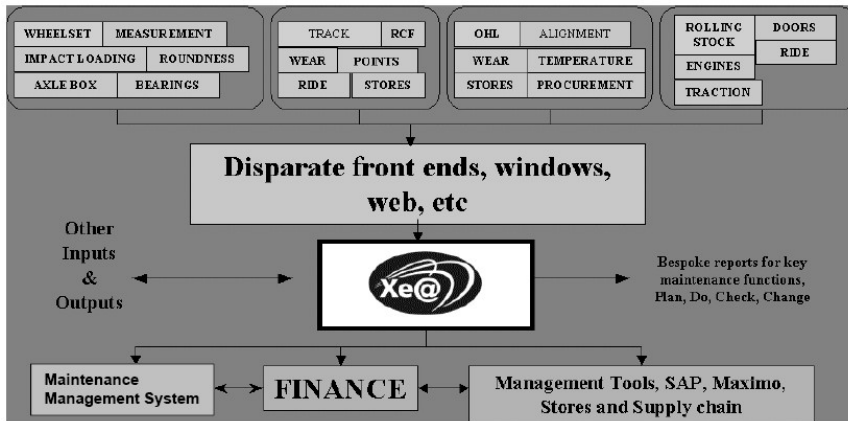 WHEELSET MEASUREMENT
IMPACT LOADING ROUNDNESS
AXLE BOX BEARINGS
TRACK RCF
WEAR POINTS
RIDE STORES
OHL ALIGNMENT
WEAR TEMPERATURE
STORES PROCUREMENT
ROLLING
STOCK
DOORS
RIDE
ENGINES
TRACTION
Disparate front ends, windows,
web, etc
Other
Inputs
&
Outputs
Xe@
Bespoke reports for key
maintenance functions,
Plan, Do, Check, Change
Maintenance
Management System
FINANCE
Management Tools, SAP, Maximo,
Stores and Supply chain